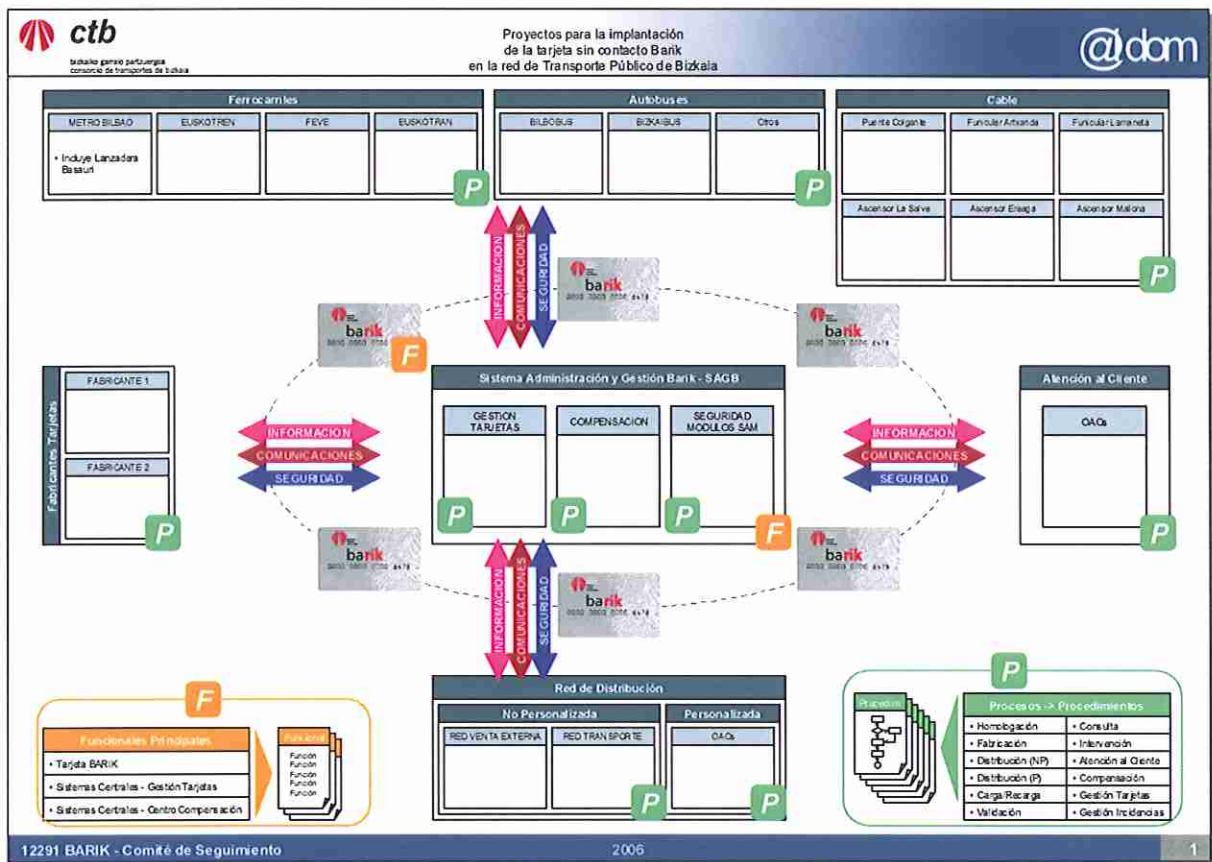 ctb
bizkaiko garraio partzuergoa
consorcio de transportes de bizkaia
Proyectos para la implantación
de la tarjeta sin contacto Barik
en la red de Transporte Público de Bizkaia
@dom
Ferrocarriles
METRO BILBAO
EUSKOTREN
FEVE
EUSKOTRAN
• Incluye Lanzadera
Basauri
P
Autobuses
BILBOBUS
BIZKAIBUS
Otros
P
Cable
Puente Colgante
Funicular Artxanda
Funicular Larraneta
Ascensor La Salve
Ascensor Ereaga
Ascensor Mallona
P
INFORMACION
COMUNICACIONES
SEGURIDAD
barik
barik
F
barik
Fabricantes Tarjetas
FABRICANTE 1
FABRICANTE 2
P
INFORMACION
COMUNICACIONES
SEGURIDAD
Sistema Administración y Gestión Barik - SAGB
GESTION
TARJETAS
COMPENSACION
SEGURIDAD
MODULOS SAM
P
P
P
F
INFORMACION
COMUNICACIONES
SEGURIDAD
Atención al Cliente
OACs
P
barik
barik
barik
INFORMACION
COMUNICACIONES
SEGURIDAD
Red de Distribución
No Personalizada
Personalizada
RED VENTA EXTERNA
RED TRANSPORTE
OACs
P
P
F
Funcionales Principales
• Tarjeta BARIK
• Sistemas Centrales - Gestión Tarjetas
• Sistemas Centrales - Centro Compensación
Funcional
Función
Función
Función
Función
Función
P
Procesos -> Procedimientos
• Homologación
• Consulta
• Fabricación
• Intervención
• Distribución (NP)
• Atención al Cliente
• Distribución (P)
• Compensación
• Carga/Recarga
• Gestión Tarjetas
• Validación
• Gestión Incidencias
12291 BARIK - Comité de Seguimiento
2006
1